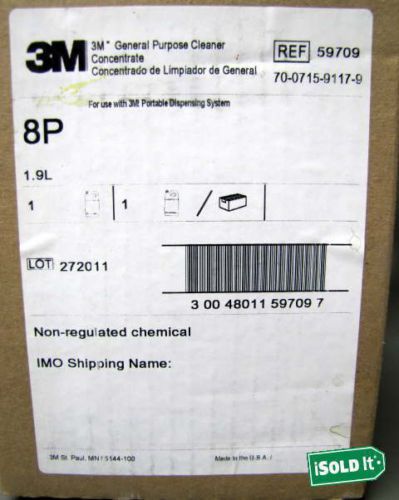 3M
3M™ General Purpose Cleaner
Concentrate
Concentrado de Limpiador de General
REF 59709
70-0715-9117-9
For use with 3M™ Portable Dispensing System
8P
1.9L
1 1 /
LOT 272011
3 00 48011 59709 7
Non-regulated chemical
IMO Shipping Name:
3M St. Paul, MN 55144-100
Made in the U.S.A.
iSOLD It